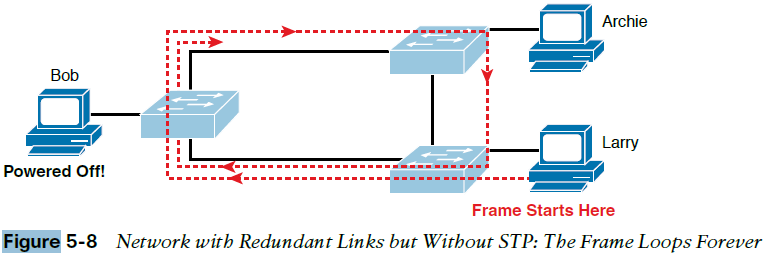 Archie
Bob
Larry
Powered Off!
Frame Starts Here
Figure 5-8 Network with Redundant Links but Without STP: The Frame Loops Forever